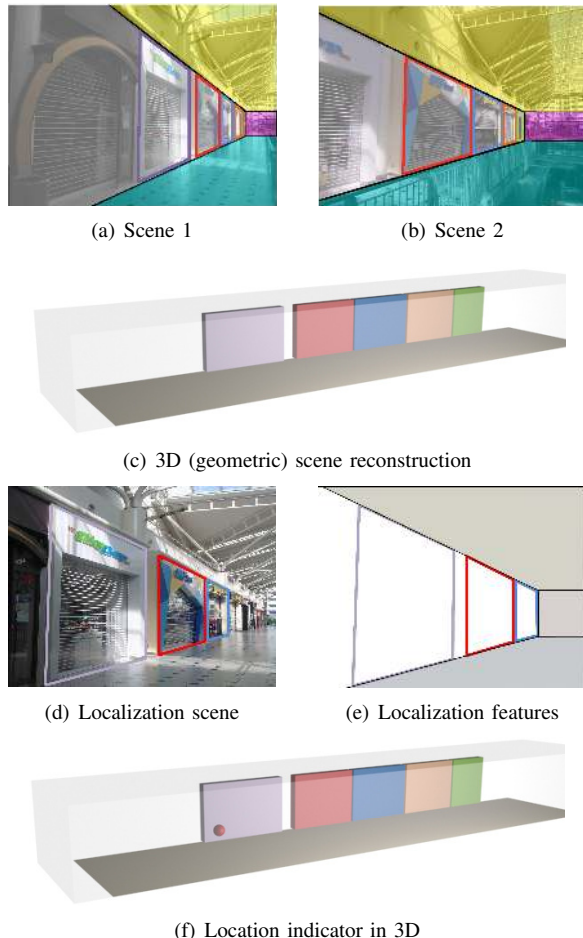 (a) Scene 1
(b) Scene 2
(c) 3D (geometric) scene reconstruction
(d) Localization scene
(e) Localization features
(f) Location indicator in 3D